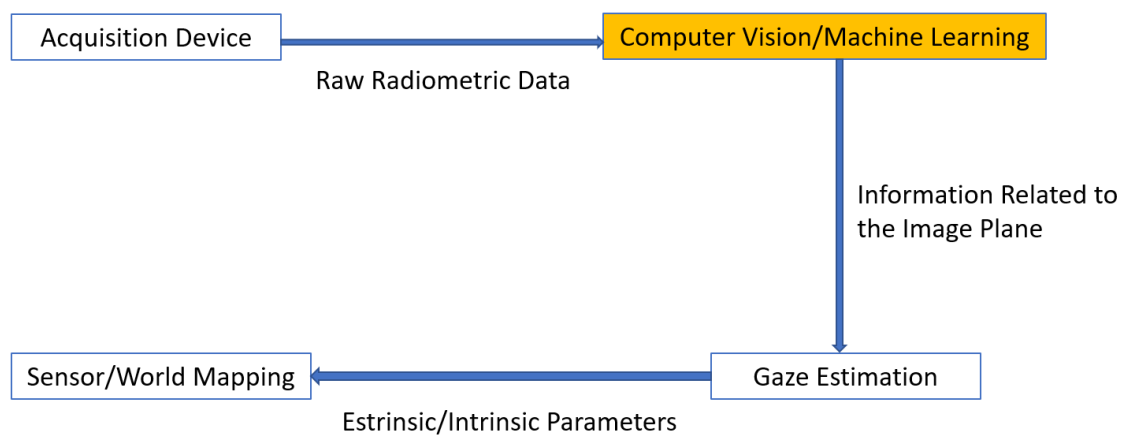 Acquisition Device
Computer Vision/Machine Learning
Raw Radiometric Data
Information Related to
the Image Plane
Sensor/World Mapping
Gaze Estimation
Estrinsic/Intrinsic Parameters